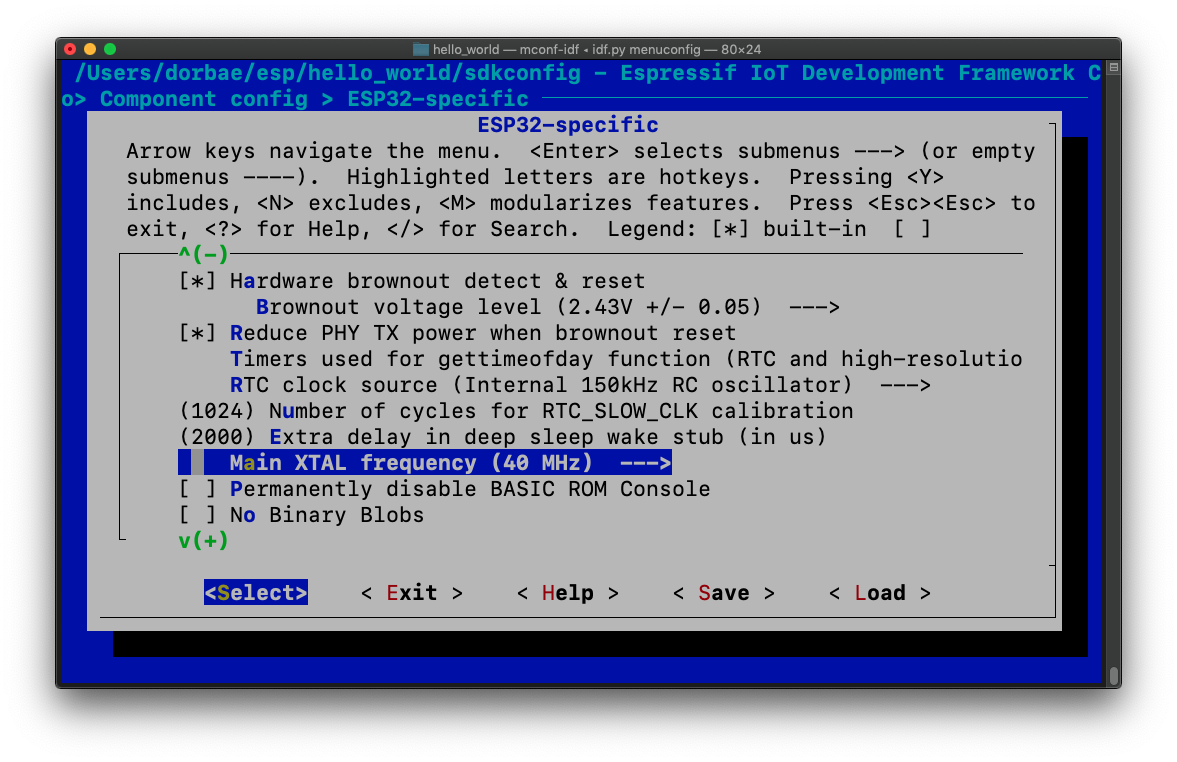 hello_world — mconf-idf ◂ idf.py menuconfig — 80×24
/Users/dorbae/esp/hello_world/sdkconfig - Espressif IoT Development Framework C
o> Component config > ESP32-specific
ESP32-specific
Arrow keys navigate the menu.  <Enter> selects submenus ---> (or empty
submenus ----).  Highlighted letters are hotkeys.  Pressing <Y>
includes, <N> excludes, <M> modularizes features.  Press <Esc><Esc> to
exit, <?> for Help, </> for Search.  Legend: [*] built-in  [ ]
^(-)
[*] Hardware brownout detect & reset
Brownout voltage level (2.43V +/- 0.05)  --->
[*] Reduce PHY TX power when brownout reset
Timers used for gettimeofday function (RTC and high-resolutio
RTC clock source (Internal 150kHz RC oscillator)  --->
(1024) Number of cycles for RTC_SLOW_CLK calibration
(2000) Extra delay in deep sleep wake stub (in us)
Main XTAL frequency (40 MHz)  --->
[ ] Permanently disable BASIC ROM Console
[ ] No Binary Blobs
v(+)
<Select>    < Exit >    < Help >    < Save >    < Load >